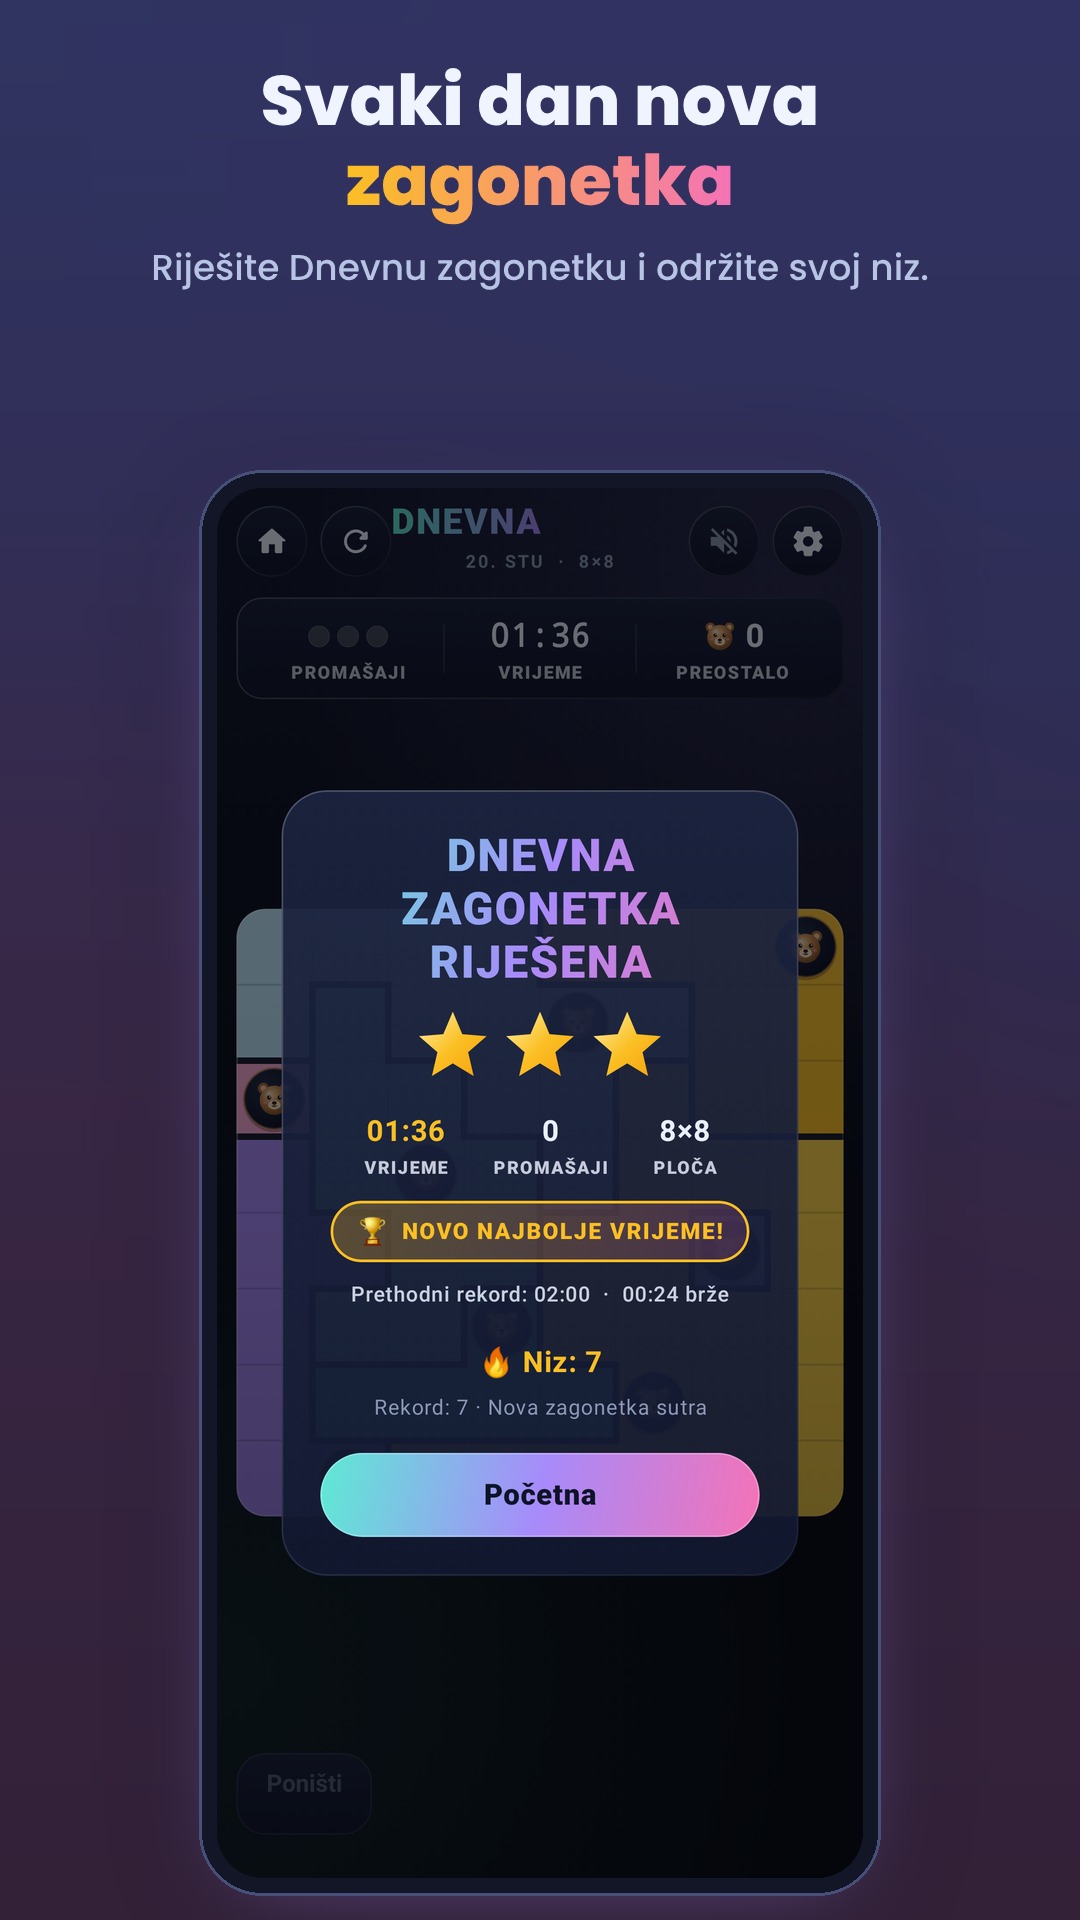 Svaki dan nova
zagonetka
Riješite Dnevnu zagonetku i održite svoj niz.
DNEVNA
20. STU · 8×8
01:36
0
PROMAŠAJI
VRIJEME
PREOSTALO
DNEVNA
ZAGONETKA
RIJEŠENA
01:36
0
8×8
VRIJEME
PROMAŠAJI
PLOČA
NOVO NAJBOLJE VRIJEME!
Prethodni rekord: 02:00 · 00:24 brže
Niz: 7
Rekord: 7 · Nova zagonetka sutra
Početna
Poništi